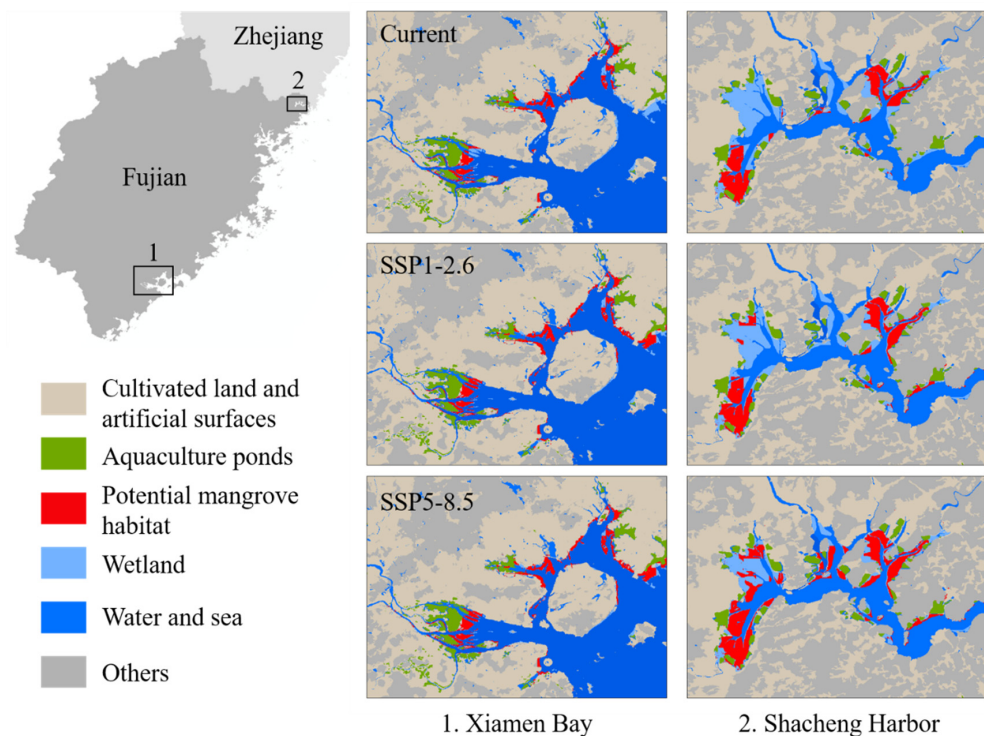 Zhejiang
2
Fujian
1
Cultivated land and
artificial surfaces
Aquaculture ponds
Potential mangrove
habitat
Wetland
Water and sea
Others
Current
SSP1-2.6
SSP5-8.5
1. Xiamen Bay
2. Shacheng Harbor